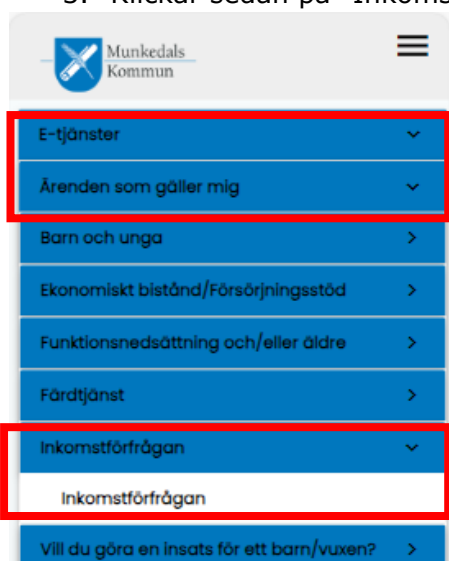 Klickar sedan på "Inkoms
Munkedals
Kommun
E-tjänster
Ärenden som gäller mig
Barn och unga
Ekonomiskt bistånd/Försörjningsstöd
Funktionsnedsättning och/eller äldre
Färdtjänst
Inkomstförfrågan
Inkomstförfrågan
Vill du göra en insats för ett barn/vuxen?